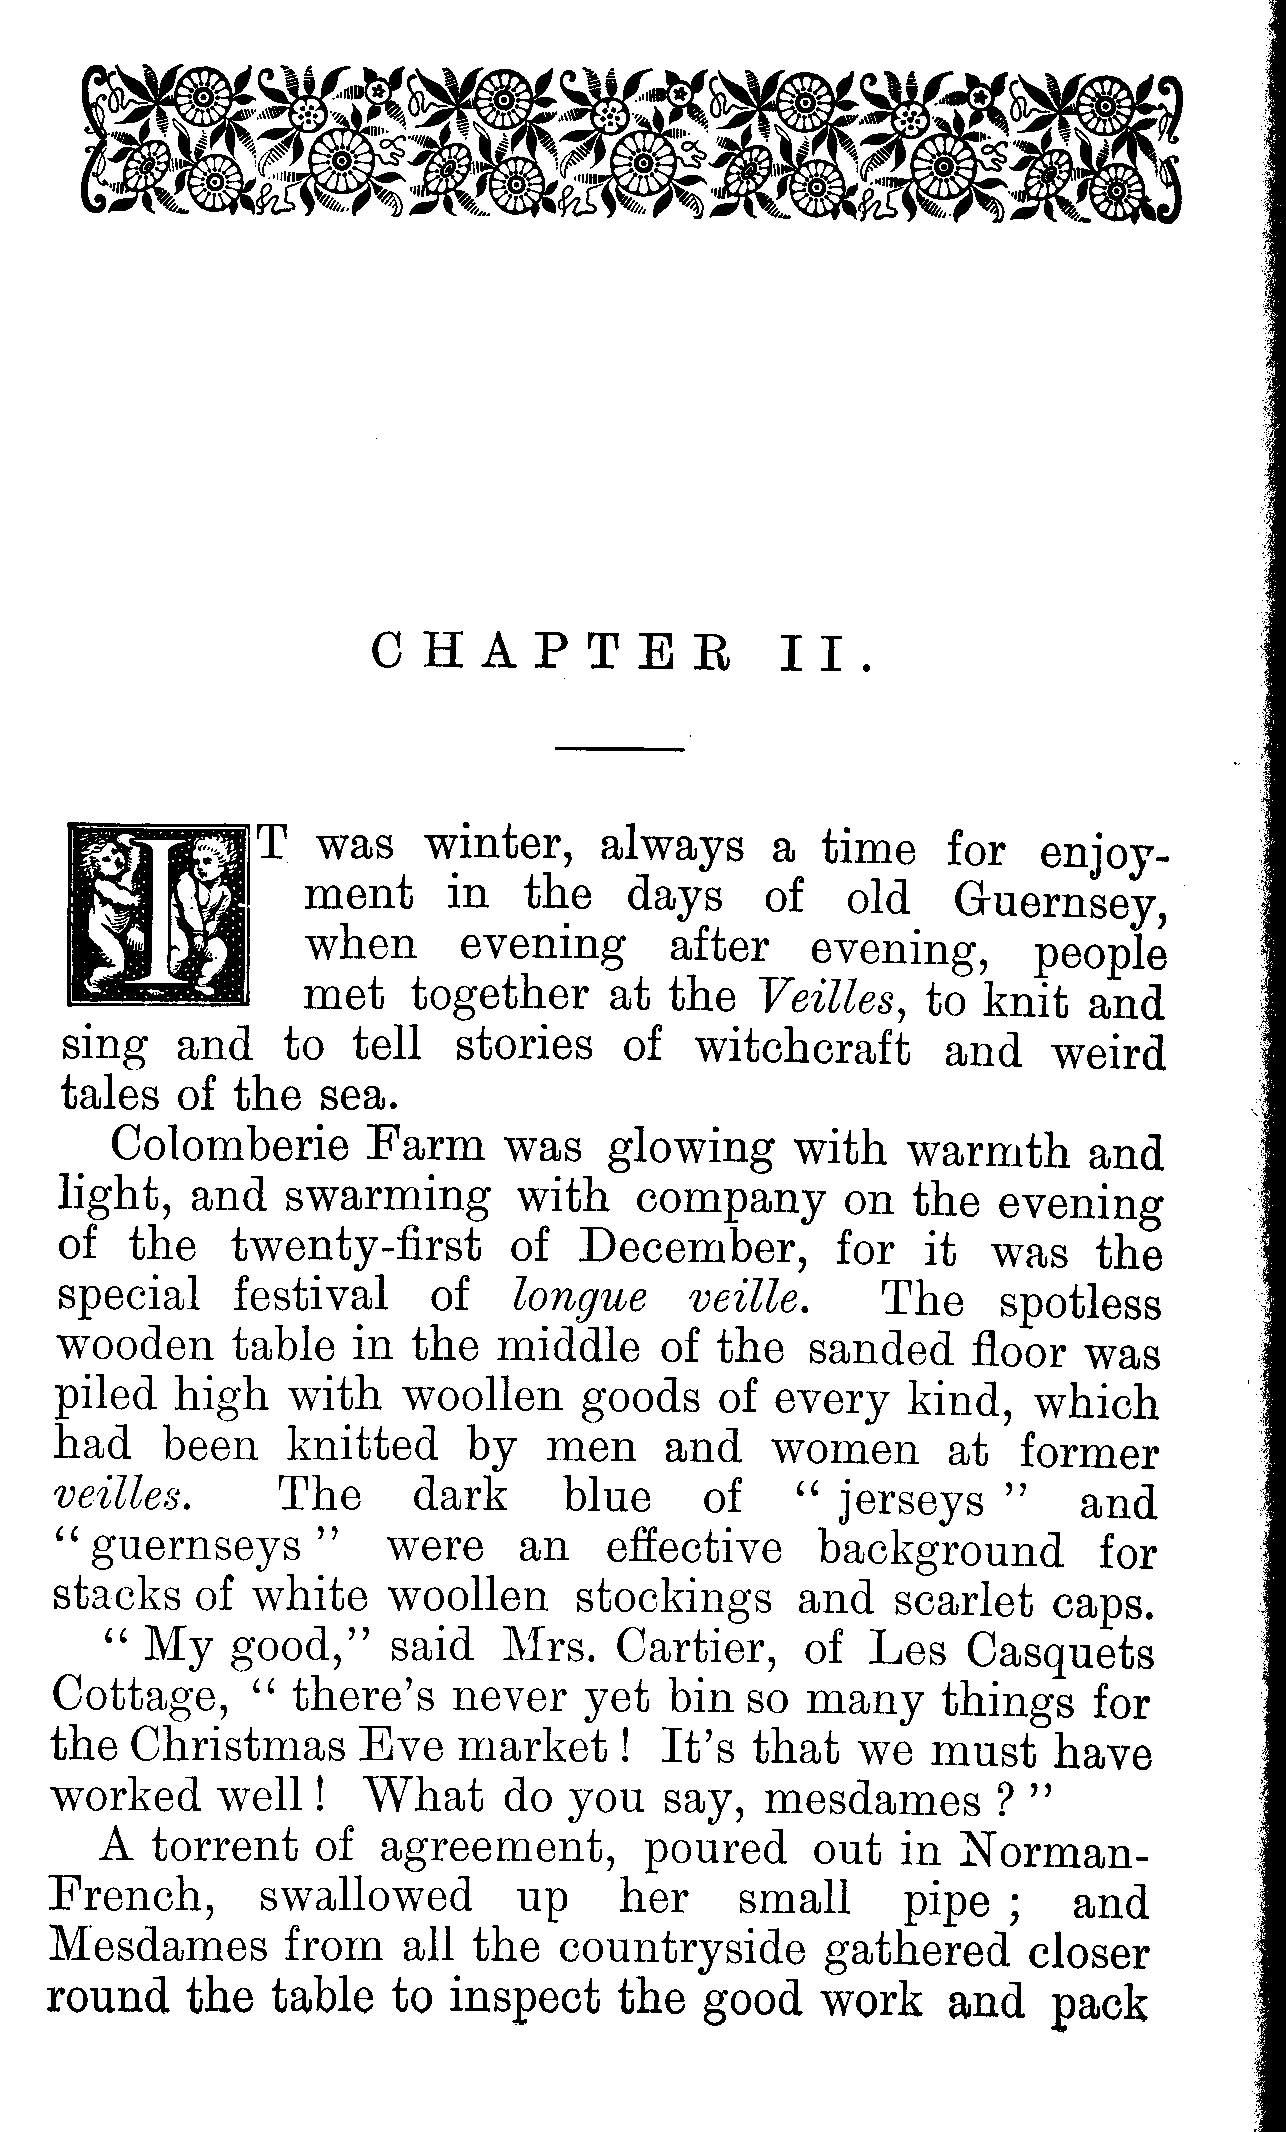 CHAPTER II.
IT was winter, always a time for enjoy-
ment in the days of old Guernsey,
when evening after evening, people
met together at the Veilles, to knit and
sing and to tell stories of witchcraft and weird
tales of the sea.
Colomberie Farm was glowing with warmth and
light, and swarming with company on the evening
of the twenty-first of December, for it was the
special festival of longue veille. The spotless
wooden table in the middle of the sanded floor was
piled high with woollen goods of every kind, which
had been knitted by men and women at former
veilles. The dark blue of “ jerseys ” and
“ guernseys ” were an effective background for
stacks of white woollen stockings and scarlet caps.
“ My good,” said Mrs. Cartier, of Les Casquets
Cottage, “ there’s never yet bin so many things for
the Christmas Eve market ! It’s that we must have
worked well ! What do you say, mesdames ? ”
A torrent of agreement, poured out in Norman-
French, swallowed up her small pipe ; and
Mesdames from all the countryside gathered closer
round the table to inspect the good work and pack